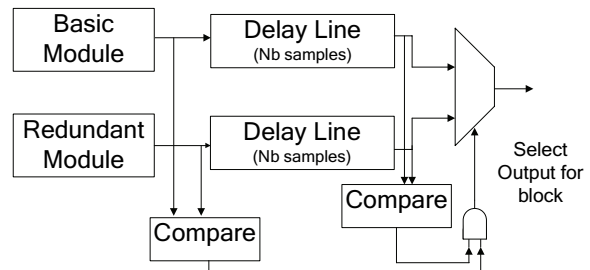 Basic
Module
Delay Line
(Nb samples)
Redundant
Module
Delay Line
(Nb samples)
Select
Output for
block
Compare
Compare